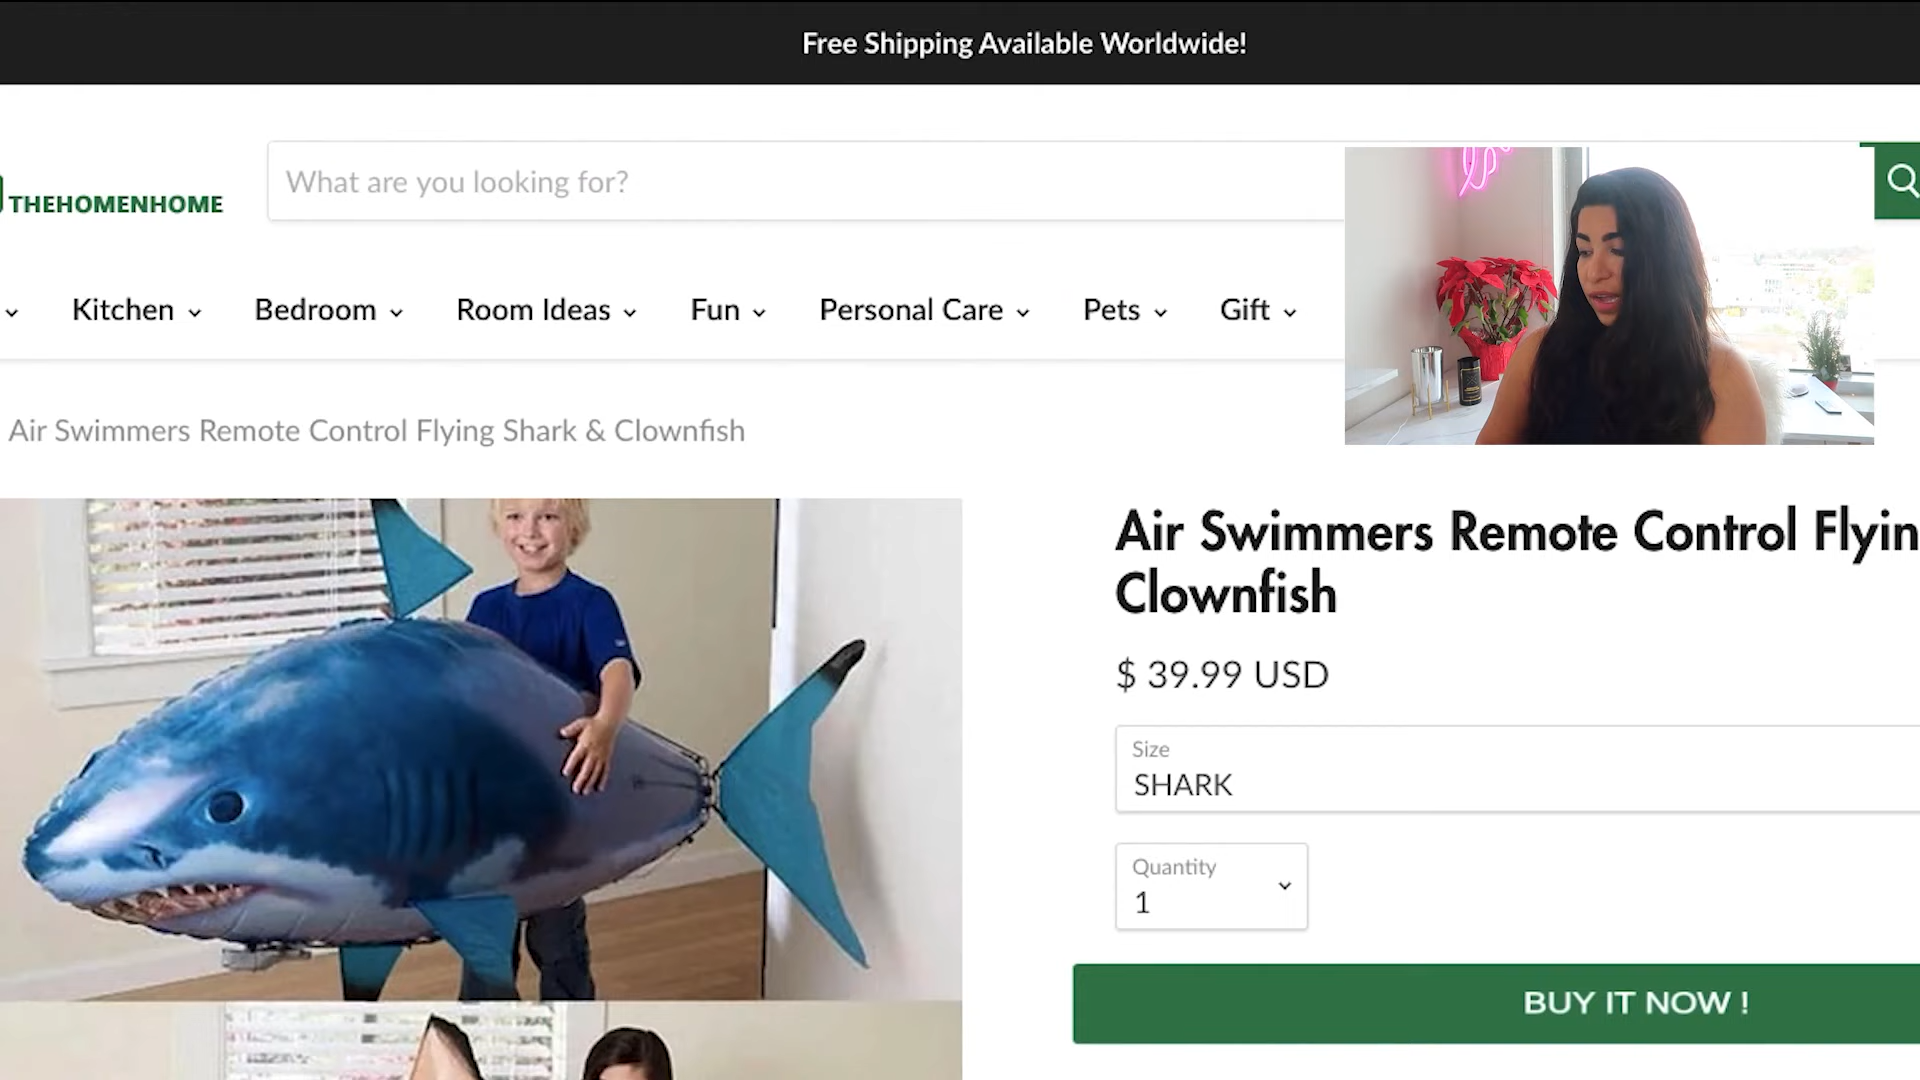 Free Shipping Available Worldwide!
THEHOMENHOME
What are you looking for?
Kitchen
Bedroom
Room Ideas
Fun
Personal Care
Pets
Gift
Air Swimmers Remote Control Flying Shark & Clownfish
Air Swimmers Remote Control Flyin
Clownfish
$ 39.99 USD
Size
SHARK
Quantity
1
BUY IT NOW !